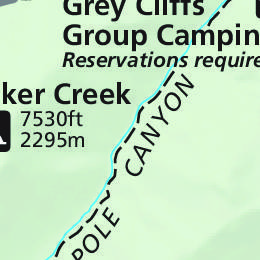 Grey Cliffs
Group Campin
Reservations require
ker Creek
7530ft
2295m
POLE CANYON